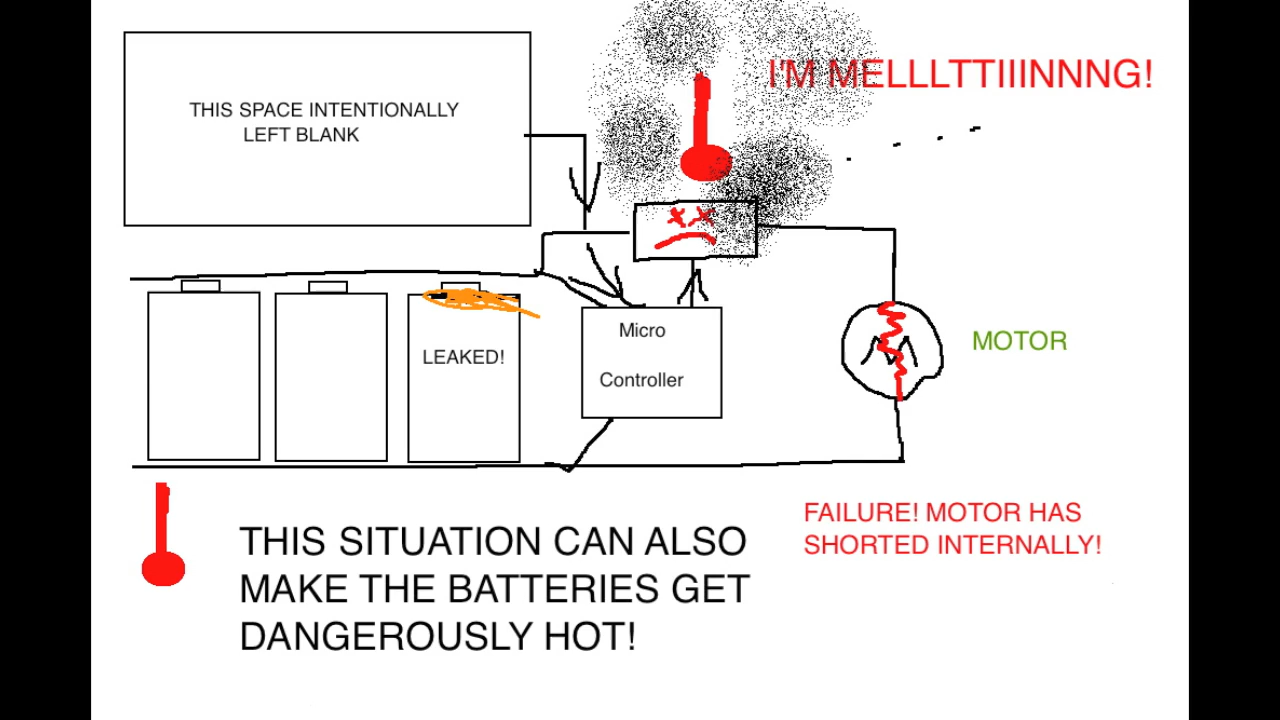 THIS SPACE INTENTIONALLY
LEFT BLANK
I'M MELLLTTIIINNNG!
LEAKED!
Micro
Controller
M
MOTOR
THIS SITUATION CAN ALSO
MAKE THE BATTERIES GET
DANGEROUSLY HOT!
FAILURE! MOTOR HAS
SHORTED INTERNALLY!